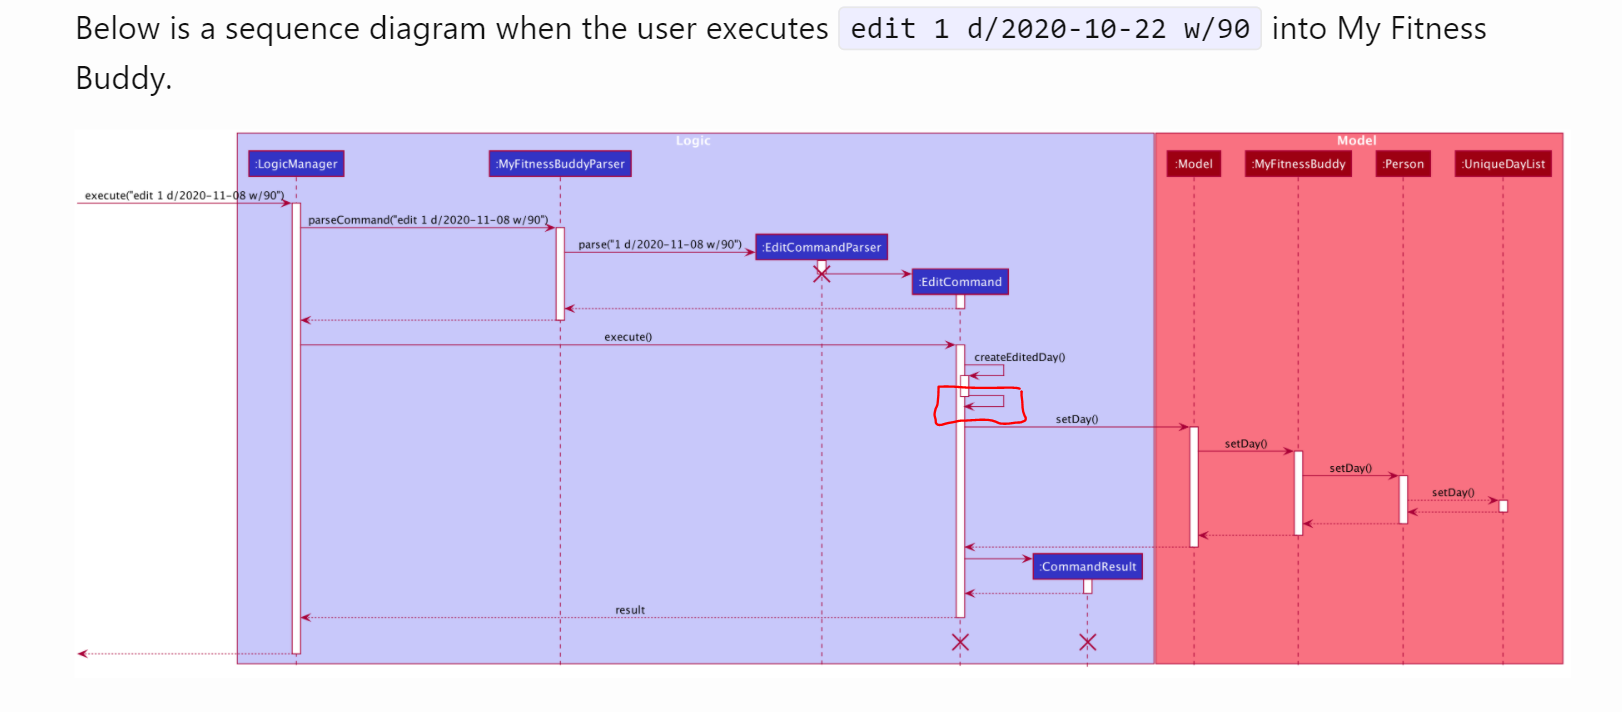 Below is a sequence diagram when the user executes edit 1 d/2020-10-22 w/90 into My Fitness
Buddy.
Logic
Model
:LogicManager
:MyFitnessBuddyParser
:Model
:MyFitnessBuddy
:Person
:UniqueDayList
execute("edit 1 d/2020-11-08 w/90")
parseCommand("edit 1 d/2020-11-08 w/90")
parse("1 d/2020-11-08 w/90")
:EditCommandParser
:EditCommand
execute()
createEditedDay()
setDay()
setDay()
setDay()
setDay()
:CommandResult
result